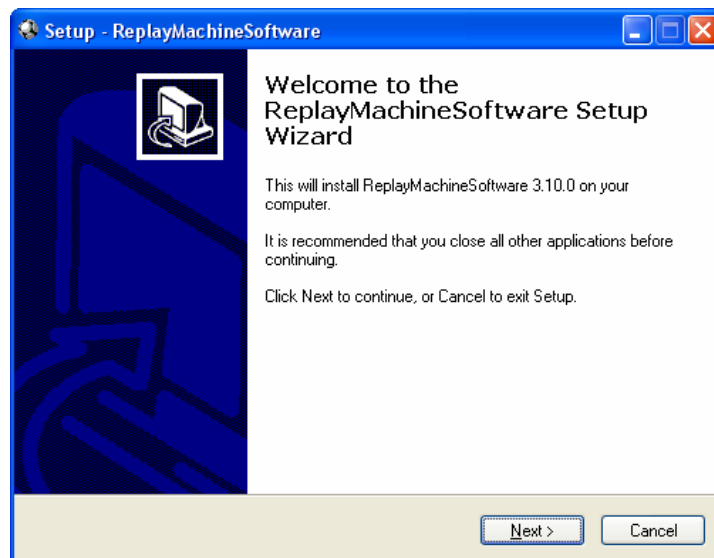 Setup - ReplayMachineSoftware
Welcome to the
ReplayMachineSoftware Setup
Wizard
This will install ReplayMachineSoftware 3.10.0 on your
computer.
It is recommended that you close all other applications before
continuing.
Click Next to continue, or Cancel to exit Setup.
Next >
Cancel